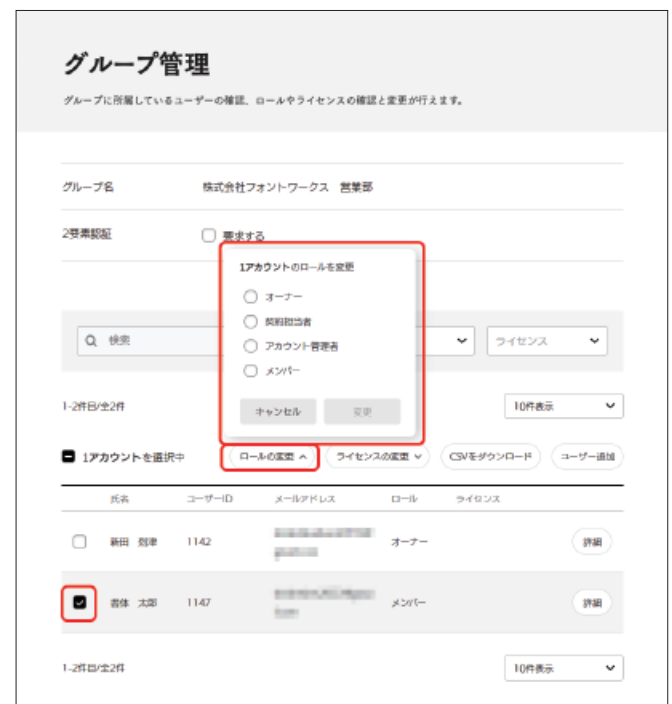 グループ管理
グループに所属しているユーザーの確認、ロールやライセンスの確認と変更が行えます。
グループ名 株式会社フォントワークス 営業部
2要素認証 要求する
1アカウントのロールを変更
オーナー
契約担当者
アカウント管理者
メンバー
キャンセル 変更
検索 ライセンス
1-2件目/全2件 10件表示
1アカウントを選択中 ロールの変更 ライセンスの変更 CSVをダウンロード ユーザー追加
氏名 ユーザーID メールアドレス ロール ライセンス
新田 1142 オーナー 詳細
書体 太郎 1147 メンバー 詳細
1-2件目/全2件 10件表示